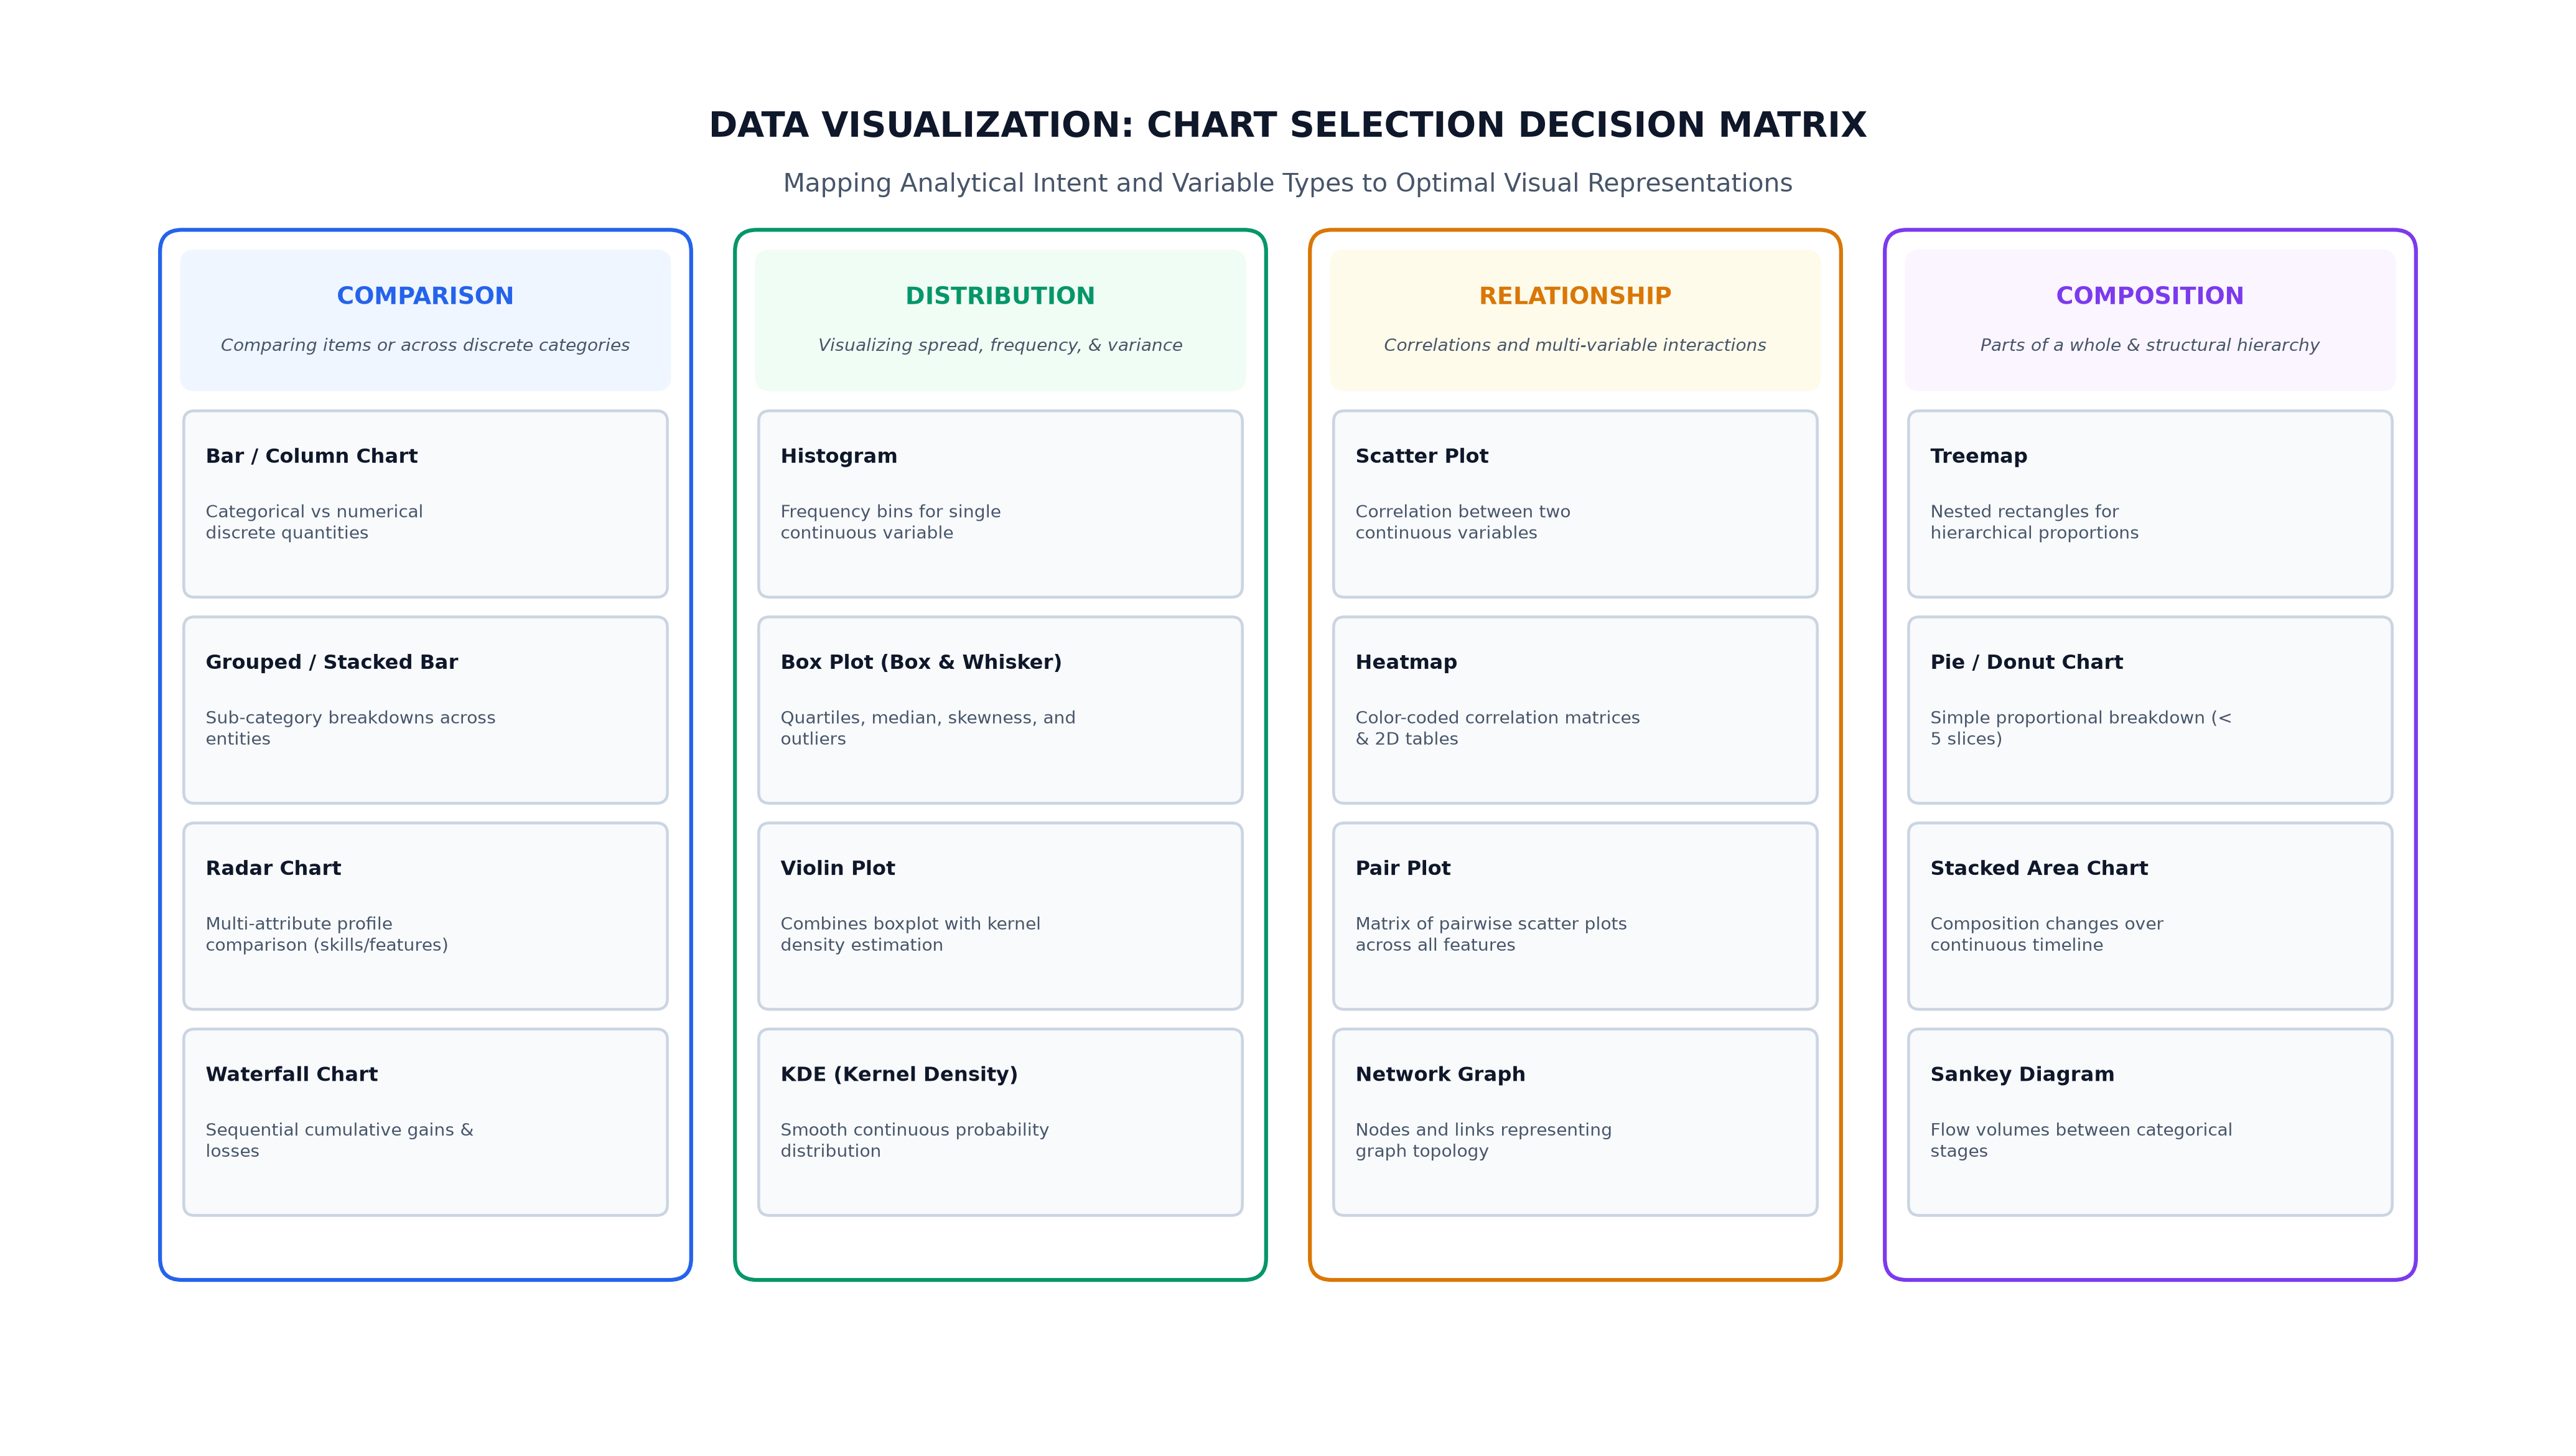 DATA VISUALIZATION: CHART SELECTION DECISION MATRIX
Mapping Analytical Intent and Variable Types to Optimal Visual Representations
COMPARISON
Comparing items or across discrete categories
Bar / Column Chart
Categorical vs numerical
discrete quantities
Grouped / Stacked Bar
Sub-category breakdowns across
entities
Radar Chart
Multi-attribute profile
comparison (skills/features)
Waterfall Chart
Sequential cumulative gains &
losses
DISTRIBUTION
Visualizing spread, frequency, & variance
Histogram
Frequency bins for single
continuous variable
Box Plot (Box & Whisker)
Quartiles, median, skewness, and
outliers
Violin Plot
Combines boxplot with kernel
density estimation
KDE (Kernel Density)
Smooth continuous probability
distribution
RELATIONSHIP
Correlations and multi-variable interactions
Scatter Plot
Correlation between two
continuous variables
Heatmap
Color-coded correlation matrices
& 2D tables
Pair Plot
Matrix of pairwise scatter plots
across all features
Network Graph
Nodes and links representing
graph topology
COMPOSITION
Parts of a whole & structural hierarchy
Treemap
Nested rectangles for
hierarchical proportions
Pie / Donut Chart
Simple proportional breakdown (<
5 slices)
Stacked Area Chart
Composition changes over
continuous timeline
Sankey Diagram
Flow volumes between categorical
stages